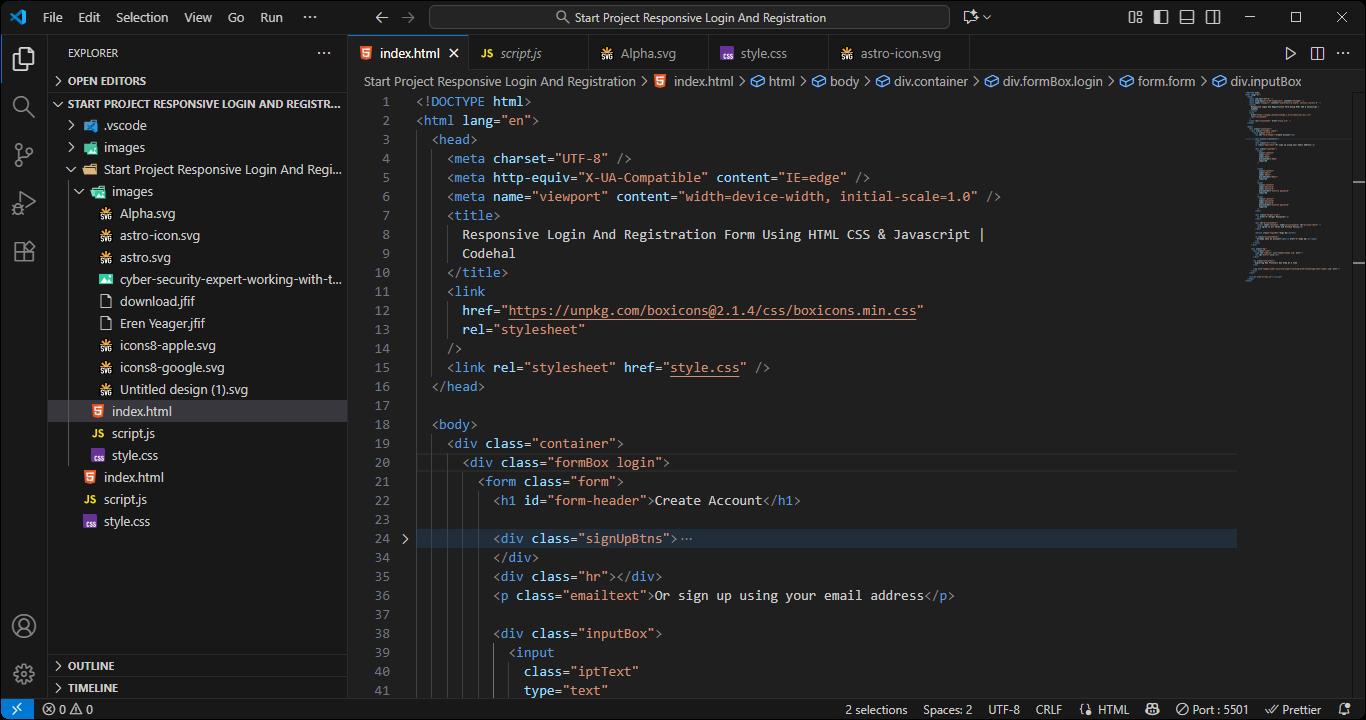 File Edit Selection View Go Run ··· Start Project Responsive Login And Registration
EXPLORER ···
OPEN EDITORS
START PROJECT RESPONSIVE LOGIN AND REGISTR...
.vscode
images
Start Project Responsive Login And Regi...
images
Alpha.svg
astro-icon.svg
astro.svg
cyber-security-expert-working-with-t...
download.jfif
Eren Yeager.jfif
icons8-apple.svg
icons8-google.svg
Untitled design (1).svg
index.html
script.js
style.css
index.html
script.js
style.css
OUTLINE
TIMELINE
index.html script.js Alpha.svg style.css astro-icon.svg
Start Project Responsive Login And Registration > index.html > html > body > div.container > div.formBox.login > form.form > div.inputBox
1 <!DOCTYPE html>
2 <html lang="en">
3 <head>
4 <meta charset="UTF-8" />
5 <meta http-equiv="X-UA-Compatible" content="IE=edge" />
6 <meta name="viewport" content="width=device-width, initial-scale=1.0" />
7 <title>
8 Responsive Login And Registration Form Using HTML CSS & Javascript |
9 Codehal
10 </title>
11 <link
12 href="https://unpkg.com/boxicons@2.1.4/css/boxicons.min.css"
13 rel="stylesheet"
14 />
15 <link rel="stylesheet" href="style.css" />
16 </head>
17
18 <body>
19 <div class="container">
20 <div class="formBox login">
21 <form class="form">
22 <h1 id="form-header">Create Account</h1>
23
24 <div class="signUpBtns">···
34 </div>
35 <div class="hr"></div>
36 <p class="emailtext">Or sign up using your email address</p>
37
38 <div class="inputBox">
39 <input
40 class="iptText"
41 type="text"
0 0 2 selections Spaces: 2 UTF-8 CRLF {} HTML Port : 5501 Prettier